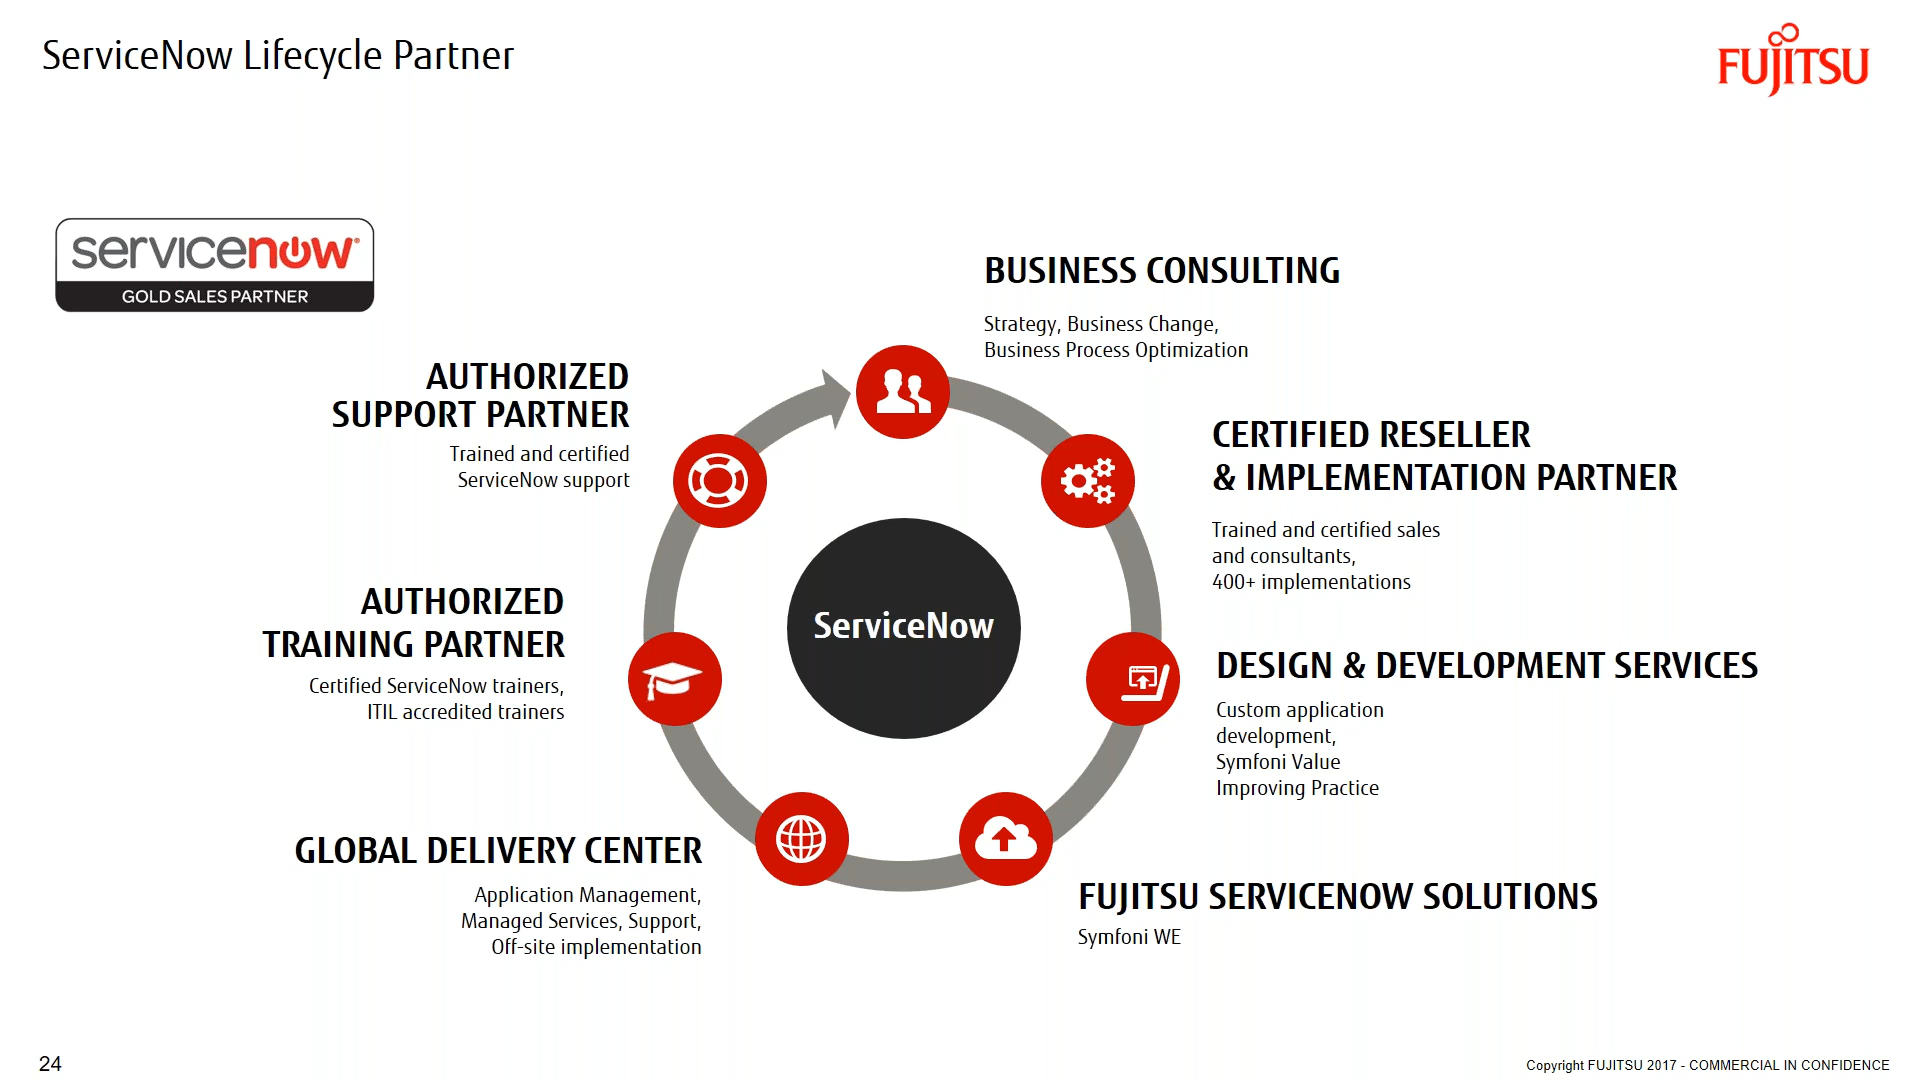 ServiceNow Lifecycle Partner
FUJITSU
servicenow
GOLD SALES PARTNER
BUSINESS CONSULTING
Strategy, Business Change,
Business Process Optimization
CERTIFIED RESELLER
& IMPLEMENTATION PARTNER
Trained and certified sales
and consultants,
400+ implementations
DESIGN & DEVELOPMENT SERVICES
Custom application
development,
Symfoni Value
Improving Practice
FUJITSU SERVICENOW SOLUTIONS
Symfoni WE
GLOBAL DELIVERY CENTER
Application Management,
Managed Services, Support,
Off-site implementation
AUTHORIZED
TRAINING PARTNER
Certified ServiceNow trainers,
ITIL accredited trainers
AUTHORIZED
SUPPORT PARTNER
Trained and certified
ServiceNow support
ServiceNow
24
Copyright FUJITSU 2017 - COMMERCIAL IN CONFIDENCE